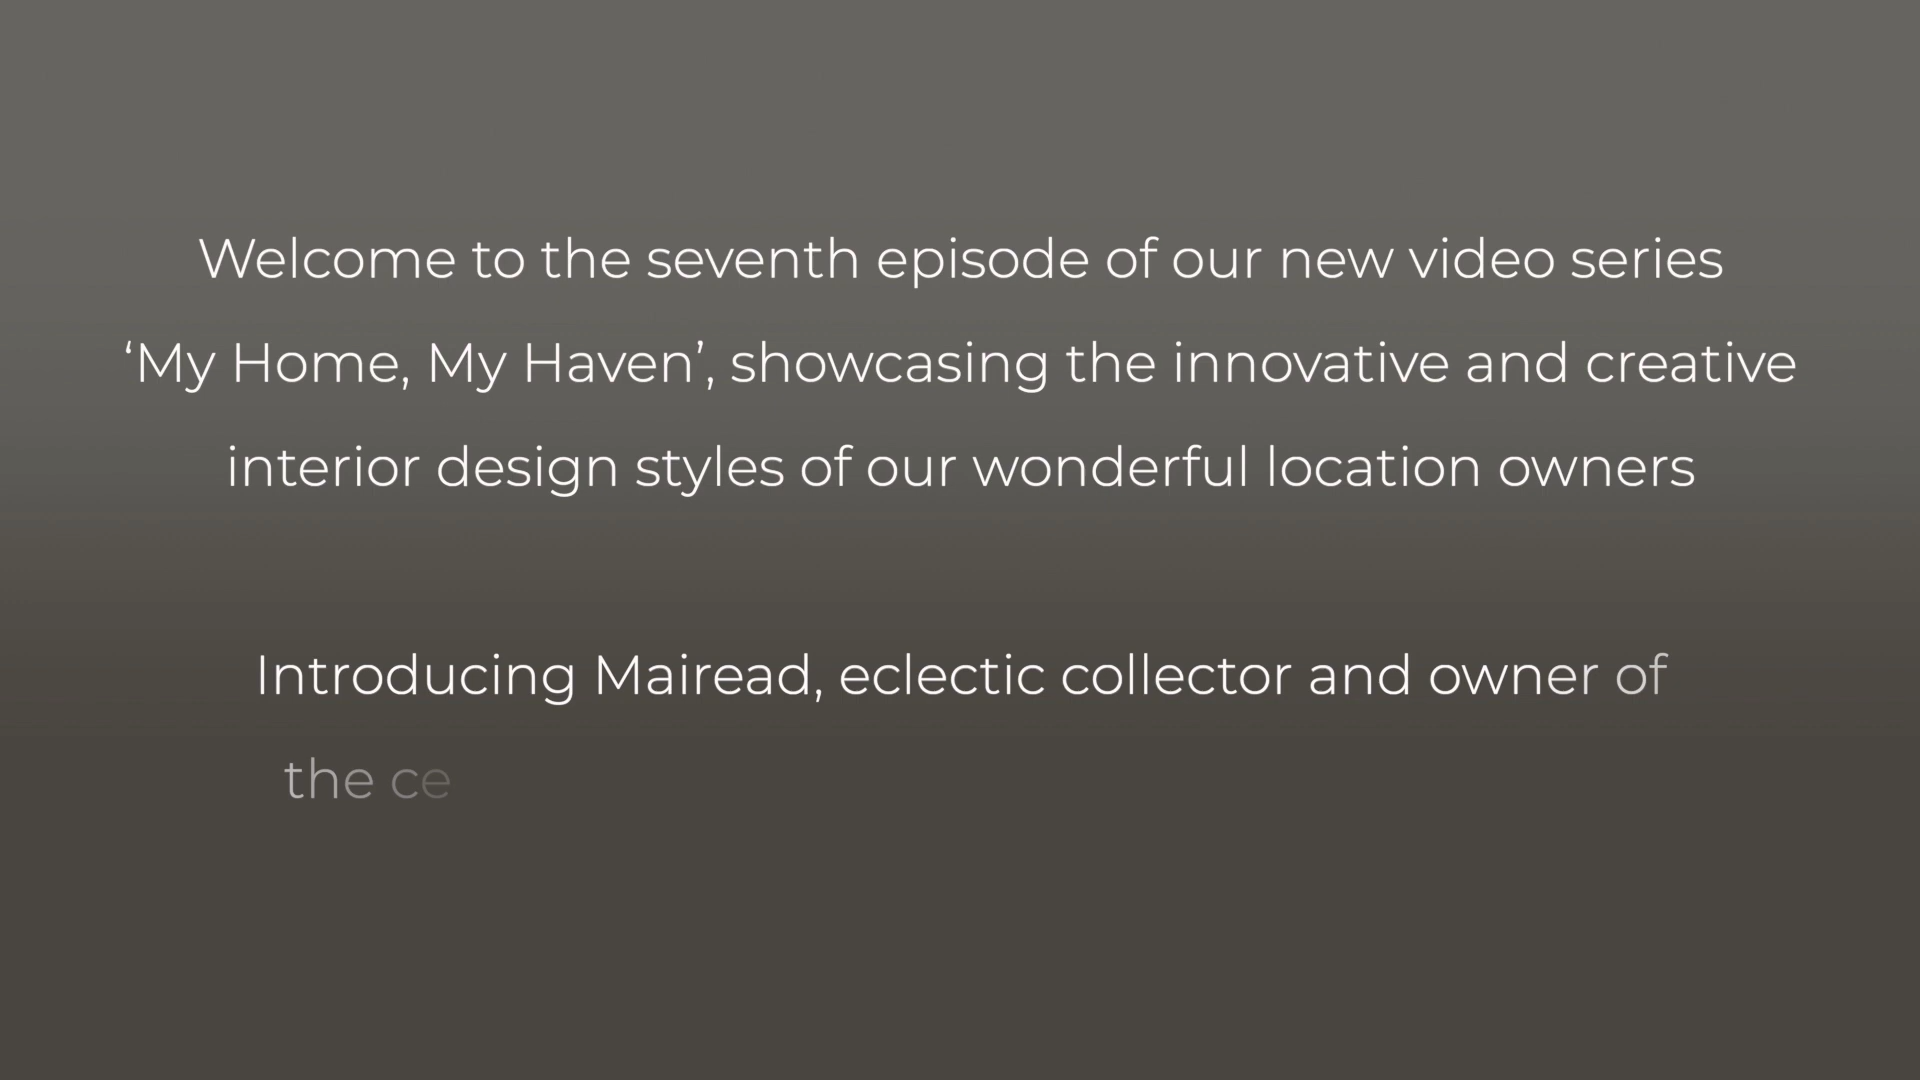 Welcome to the seventh episode of our new video series
‘My Home, My Haven’, showcasing the innovative and creative
interior design styles of our wonderful location owners
Introducing Mairead, eclectic collector and owner of
the ce